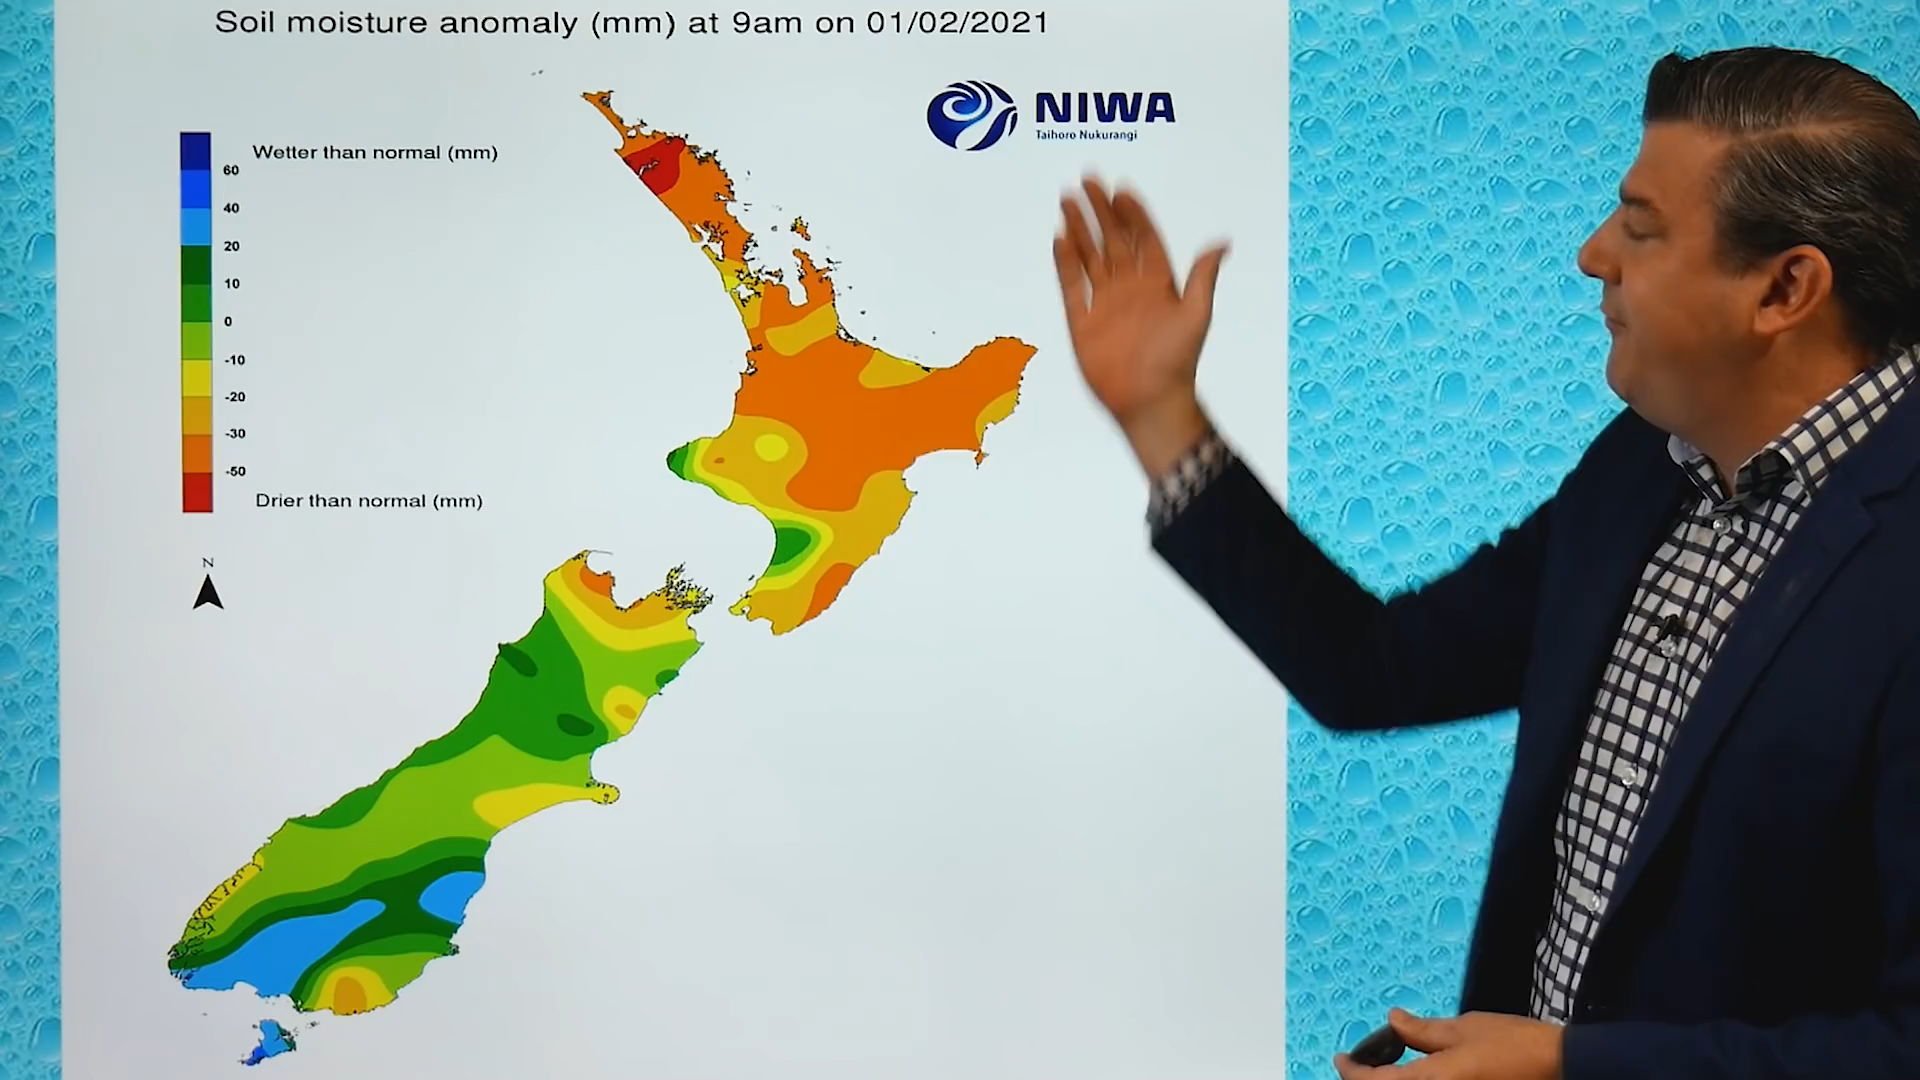 Soil moisture anomaly (mm) at 9am on 01/02/2021
NIWA
Taihoro Nukurangi
Wetter than normal (mm)
60
40
20
10
0
-10
-20
-30
-50
Drier than normal (mm)
N